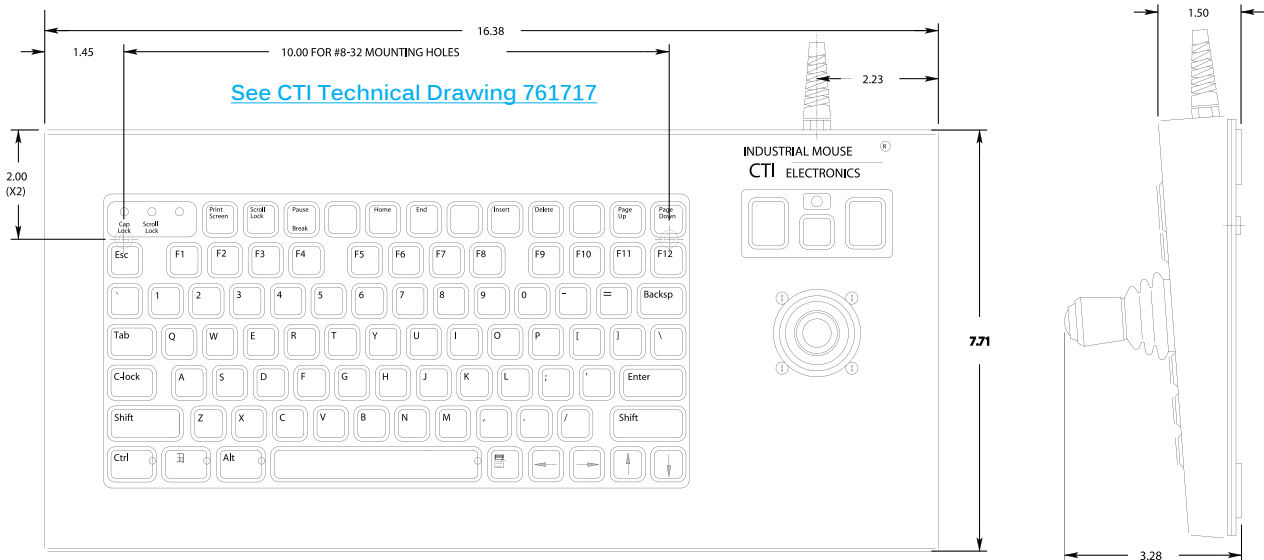 16.38
1.50
1.45
10.00 FOR #8-32 MOUNTING HOLES
2.23
See CTI Technical Drawing 761717
2.00
(X2)
INDUSTRIAL MOUSE ®
CTI ELECTRONICS
Cap Lock
Scroll Lock
Print Screen
Scroll Lock
Pause Break
Home
End
Insert
Delete
Page Up
Page Down
Esc F1 F2 F3 F4 F5 F6 F7 F8 F9 F10 F11 F12
` 1 2 3 4 5 6 7 8 9 0 - = Backsp
Tab Q W E R T Y U I O P [ ] \
7.71
C-lock A S D F G H J K L ; ' Enter
Shift Z X C V B N M , . / Shift
Ctrl Alt
3.28